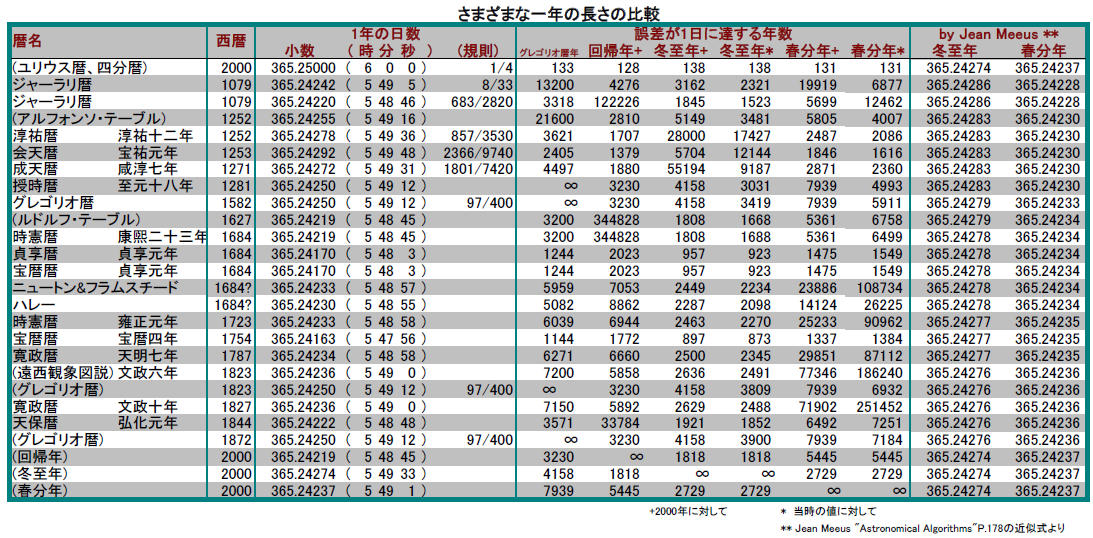 さまざまな一年の長さの比較
暦名 西暦 1年の日数 誤差が1日に達する年数 by Jean Meeus **
小数 ( 時 分 秒 ) (規則) グレゴリオ暦年 回帰年+ 冬至年+ 冬至年* 春分年+ 春分年* 冬至年 春分年
(ユリウス暦、四分暦) 2000 365.25000 ( 6 0 0 ) 1/4 133 128 138 138 131 131 365.24274 365.24237
ジャーラリ暦 1079 365.24242 ( 5 49 5 ) 8/33 13200 4276 3162 2321 19919 6877 365.24286 365.24228
ジャーラリ暦 1079 365.24220 ( 5 48 46 ) 683/2820 3318 122226 1845 1523 5699 12462 365.24286 365.24228
(アルフォンソ・テーブル) 1252 365.24255 ( 5 49 16 ) 21600 2810 5149 3481 5805 4007 365.24283 365.24230
淳祐暦 淳祐十二年 1252 365.24278 ( 5 49 36 ) 857/3530 3621 1707 28000 17427 2487 2086 365.24283 365.24230
会天暦 宝祐元年 1253 365.24292 ( 5 49 48 ) 2366/9740 2405 1379 5704 12144 1846 1616 365.24283 365.24230
成天暦 咸淳七年 1271 365.24272 ( 5 49 31 ) 1801/7420 4497 1880 55194 9187 2871 2360 365.24283 365.24230
授時暦 至元十八年 1281 365.24250 ( 5 49 12 ) ∞ 3230 4158 3031 7939 4993 365.24283 365.24230
グレゴリオ暦 1582 365.24250 ( 5 49 12 ) 97/400 ∞ 3230 4158 3419 7939 5911 365.24279 365.24233
(ルドルフ・テーブル) 1627 365.24219 ( 5 48 45 ) 3200 344828 1808 1668 5361 6758 365.24279 365.24234
時憲暦 康熙二十三年 1684 365.24219 ( 5 48 45 ) 3200 344828 1808 1688 5361 6499 365.24278 365.24234
貞享暦 貞享元年 1684 365.24170 ( 5 48 3 ) 1244 2023 957 923 1475 1549 365.24278 365.24234
宝暦暦 貞享元年 1684 365.24170 ( 5 48 3 ) 1244 2023 957 923 1475 1549 365.24278 365.24234
ニュートン&フラムスチード 1684? 365.24233 ( 5 48 57 ) 5959 7053 2449 2234 23886 108734 365.24278 365.24234
ハレー 1684? 365.24230 ( 5 48 55 ) 5082 8862 2287 2098 14124 26225 365.24278 365.24234
時憲暦 雍正元年 1723 365.24233 ( 5 48 58 ) 6039 6944 2463 2270 25233 90962 365.24277 365.24235
宝暦暦 宝暦四年 1754 365.24163 ( 5 47 56 ) 1144 1772 897 873 1337 1384 365.24277 365.24235
寛政暦 天明七年 1787 365.24234 ( 5 48 58 ) 6271 6660 2500 2345 29851 87112 365.24277 365.24235
(遠西観象図説) 文政六年 1823 365.24236 ( 5 49 0 ) 7200 5858 2636 2491 77346 186240 365.24276 365.24236
(グレゴリオ暦) 1823 365.24250 ( 5 49 12 ) 97/400 ∞ 3230 4158 3809 7939 6932 365.24276 365.24236
寛政暦 文政十年 1827 365.24236 ( 5 49 0 ) 7150 5892 2629 2488 71902 251452 365.24276 365.24236
天保暦 弘化元年 1844 365.24222 ( 5 48 48 ) 3571 33784 1921 1852 6492 7251 365.24276 365.24236
(グレゴリオ暦) 1872 365.24250 ( 5 49 12 ) 97/400 ∞ 3230 4158 3900 7939 7184 365.24276 365.24236
(回帰年) 2000 365.24219 ( 5 48 45 ) 3230 ∞ 1818 1818 5445 5445 365.24274 365.24237
(冬至年) 2000 365.24274 ( 5 49 33 ) 4158 1818 ∞ ∞ 2729 2729 365.24274 365.24237
(春分年) 2000 365.24237 ( 5 49 1 ) 7939 5445 2729 2729 ∞ ∞ 365.24274 365.24237
+2000年に対して * 当時の値に対して
** Jean Meeus "Astronomical Algorithms"P.178の近似式より